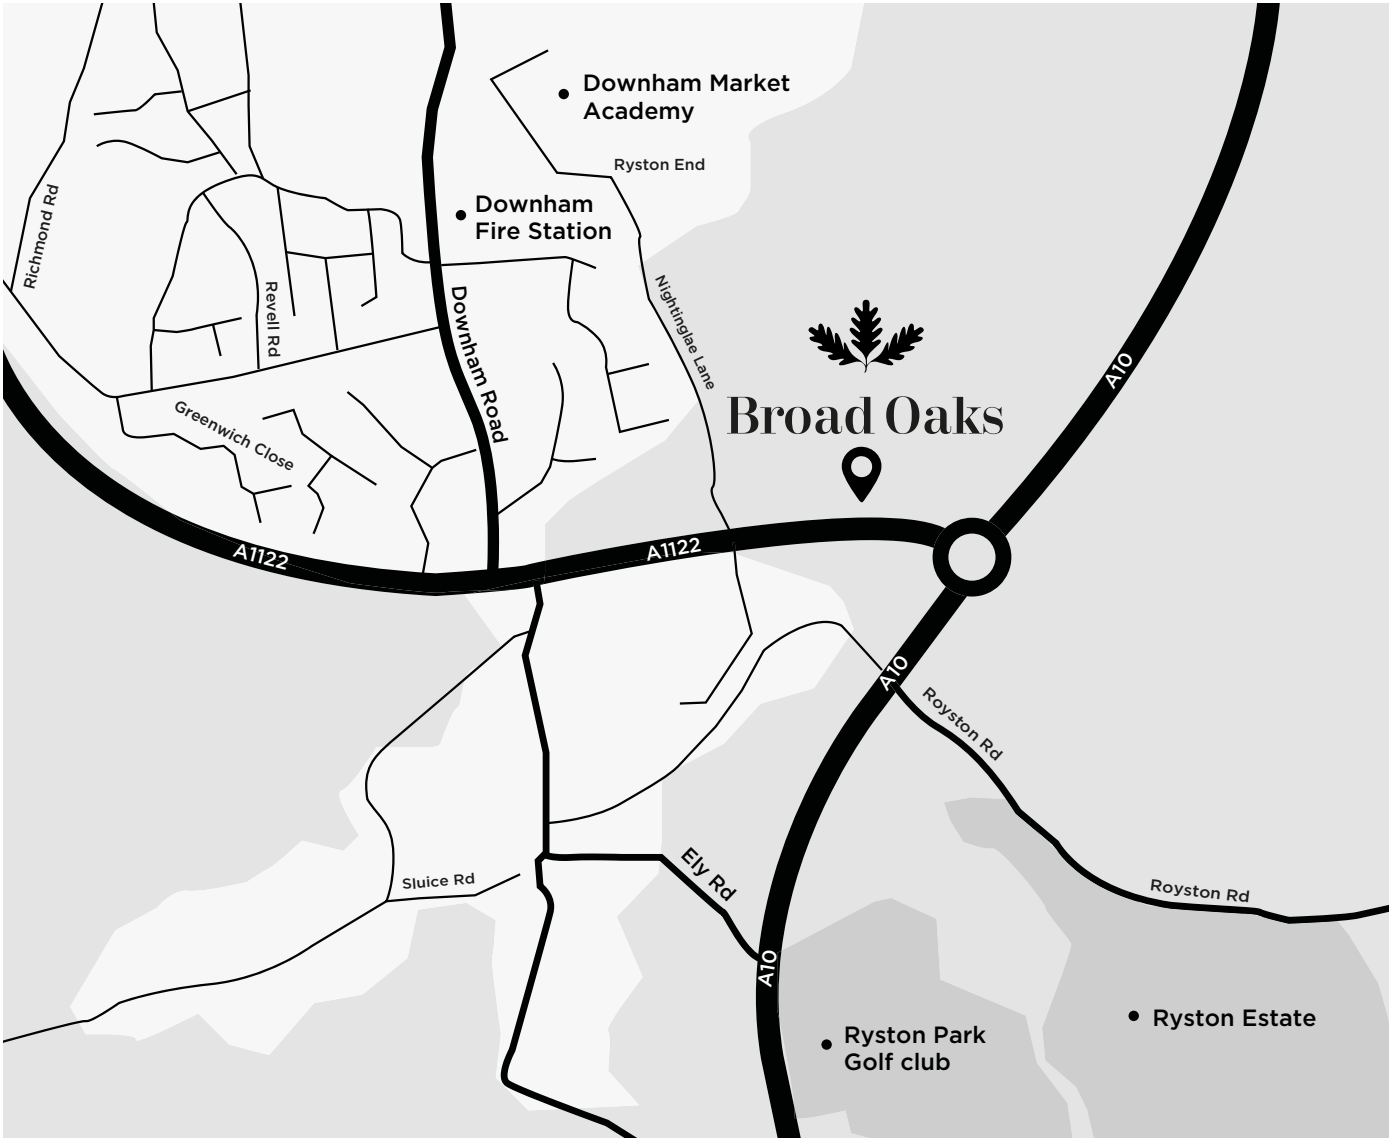 Downham Market
Academy
Ryston End
Richmond Rd
Downham
Fire Station
Revell Rd
Downham Road
Nightinglae Lane
Broad Oaks
A10
Greenwich Close
A1122
A1122
A10
Royston Rd
Sluice Rd
Ely Rd
Royston Rd
A10
Ryston Park
Golf club
Ryston Estate